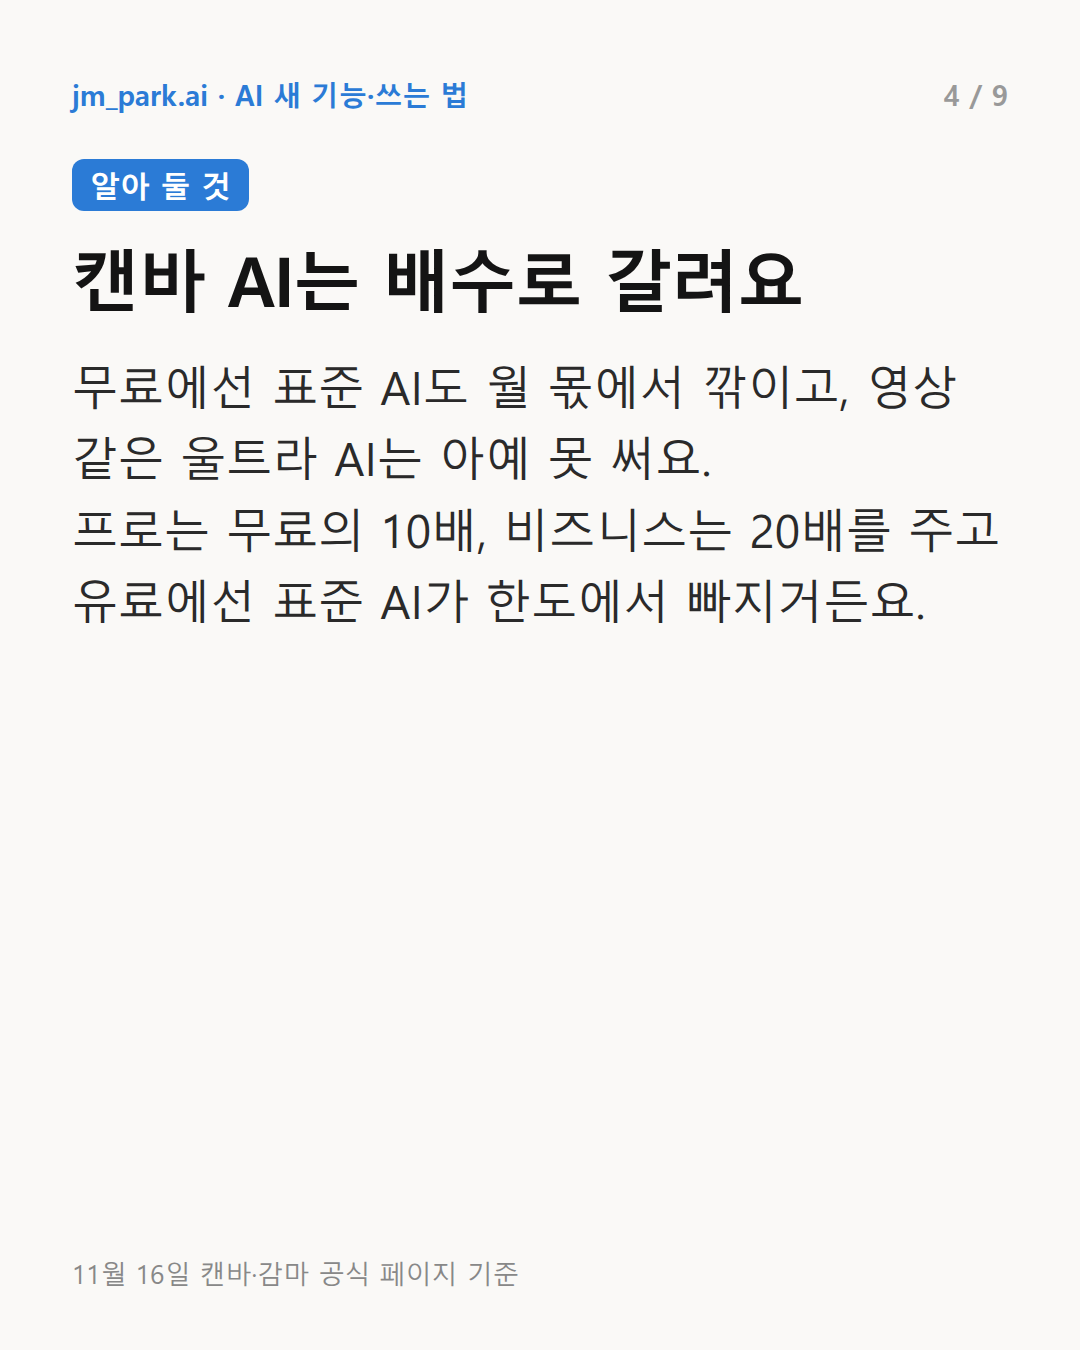 jm_park.ai · AI 새 기능·쓰는 법
4 / 9
알아 둘 것
캔바 AI는 배수로 갈려요
무료에선 표준 AI도 월 몫에서 깎이고, 영상
같은 울트라 AI는 아예 못 써요.
프로는 무료의 10배, 비즈니스는 20배를 주고
유료에선 표준 AI가 한도에서 빠지거든요.
11월 16일 캔바·감마 공식 페이지 기준